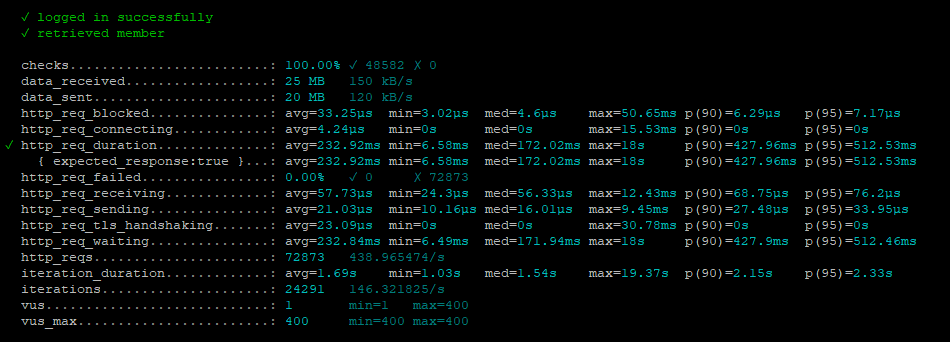 ✓ logged in successfully
✓ retrieved member
checks.........................: 100.00% ✓ 48582 ✗ 0
data_received..................: 25 MB 150 kB/s
data_sent......................: 20 MB 120 kB/s
http_req_blocked...............: avg=33.25µs min=3.02µs med=4.6µs max=50.65ms p(90)=6.29µs p(95)=7.17µs
http_req_connecting............: avg=4.24µs min=0s med=0s max=15.53ms p(90)=0s p(95)=0s
✓ http_req_duration..............: avg=232.92ms min=6.58ms med=172.02ms max=18s p(90)=427.96ms p(95)=512.53ms
{ expected_response:true }...: avg=232.92ms min=6.58ms med=172.02ms max=18s p(90)=427.96ms p(95)=512.53ms
http_req_failed................: 0.00% ✓ 0 ✗ 72873
http_req_receiving.............: avg=57.73µs min=24.3µs med=56.33µs max=12.43ms p(90)=68.75µs p(95)=76.2µs
http_req_sending...............: avg=21.03µs min=10.16µs med=16.01µs max=9.45ms p(90)=27.48µs p(95)=33.95µs
http_req_tls_handshaking.......: avg=23.09µs min=0s med=0s max=30.78ms p(90)=0s p(95)=0s
http_req_waiting...............: avg=232.84ms min=6.49ms med=171.94ms max=18s p(90)=427.9ms p(95)=512.46ms
http_reqs......................: 72873 438.965474/s
iteration_duration.............: avg=1.69s min=1.03s med=1.54s max=19.37s p(90)=2.15s p(95)=2.33s
iterations.....................: 24291 146.321825/s
vus............................: 1 min=1 max=400
vus_max........................: 400 min=400 max=400